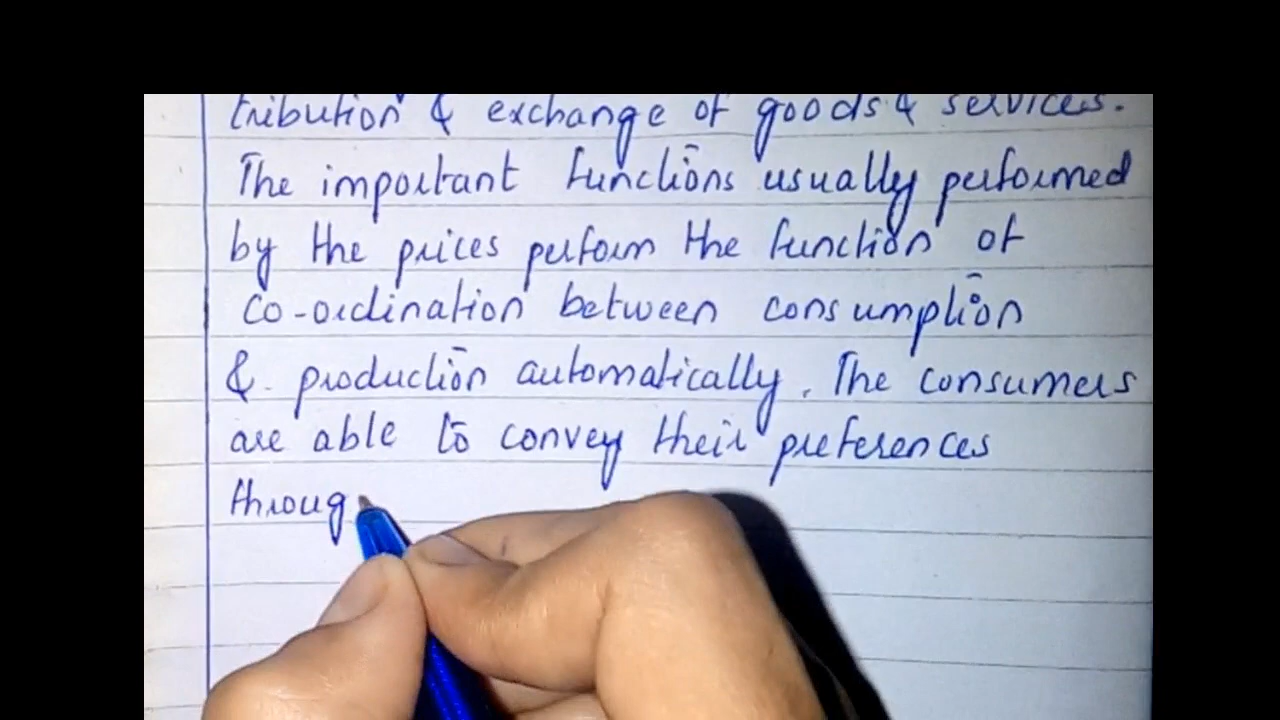 tribution & exchange of goods & services.
The important functions usually performed
by the prices perform the function of
co-ordination between consumption
& production automatically. The consumers
are able to convey their preferences
throug